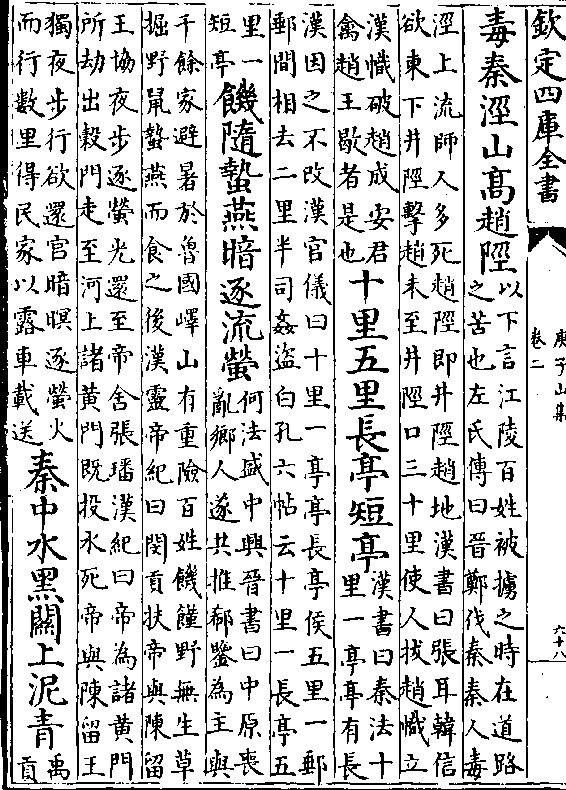 欽定四庫全書
庾子山集
卷二
六十八
毒秦涇山高趙陘
以下言江陵百姓被擄之時在道路
之苦也左氏傳曰晉鄭伐秦秦人毒
涇上流師人多死趙陘即井陘趙地漢書曰張耳韓信
欲東下井陘擊趙未至井陘口三十里使人拔趙幟立
漢幟破趙成安君
禽趙王歇者是也
十里五里長亭短亭
漢書曰秦法十
里一亭亭有長
漢因之不改漢官儀曰十里一亭亭長亭侯五里一郵
郵間相去二里半司姦盜白孔六帖云十里一長亭五
里一
短亭
饑隨蟄燕暗逐流螢
何法盛中興晉書曰中原喪
亂鄉人遂共推郗鑒為主與
千餘家避暑於魯國嶧山有重險百姓饑饉野無生草
掘野鼠蟄燕而食之後漢靈帝紀曰閔貢扶帝與陳留
王協夜步逐螢光還至帝舍張璠漢紀曰帝為諸黃門
所劫出穀門走至河上諸黃門既投水死帝與陳留王
獨夜步行欲還宫暗暝逐螢火
而行數里得民家以露車載送
秦中水黑關上泥青
禹
貢